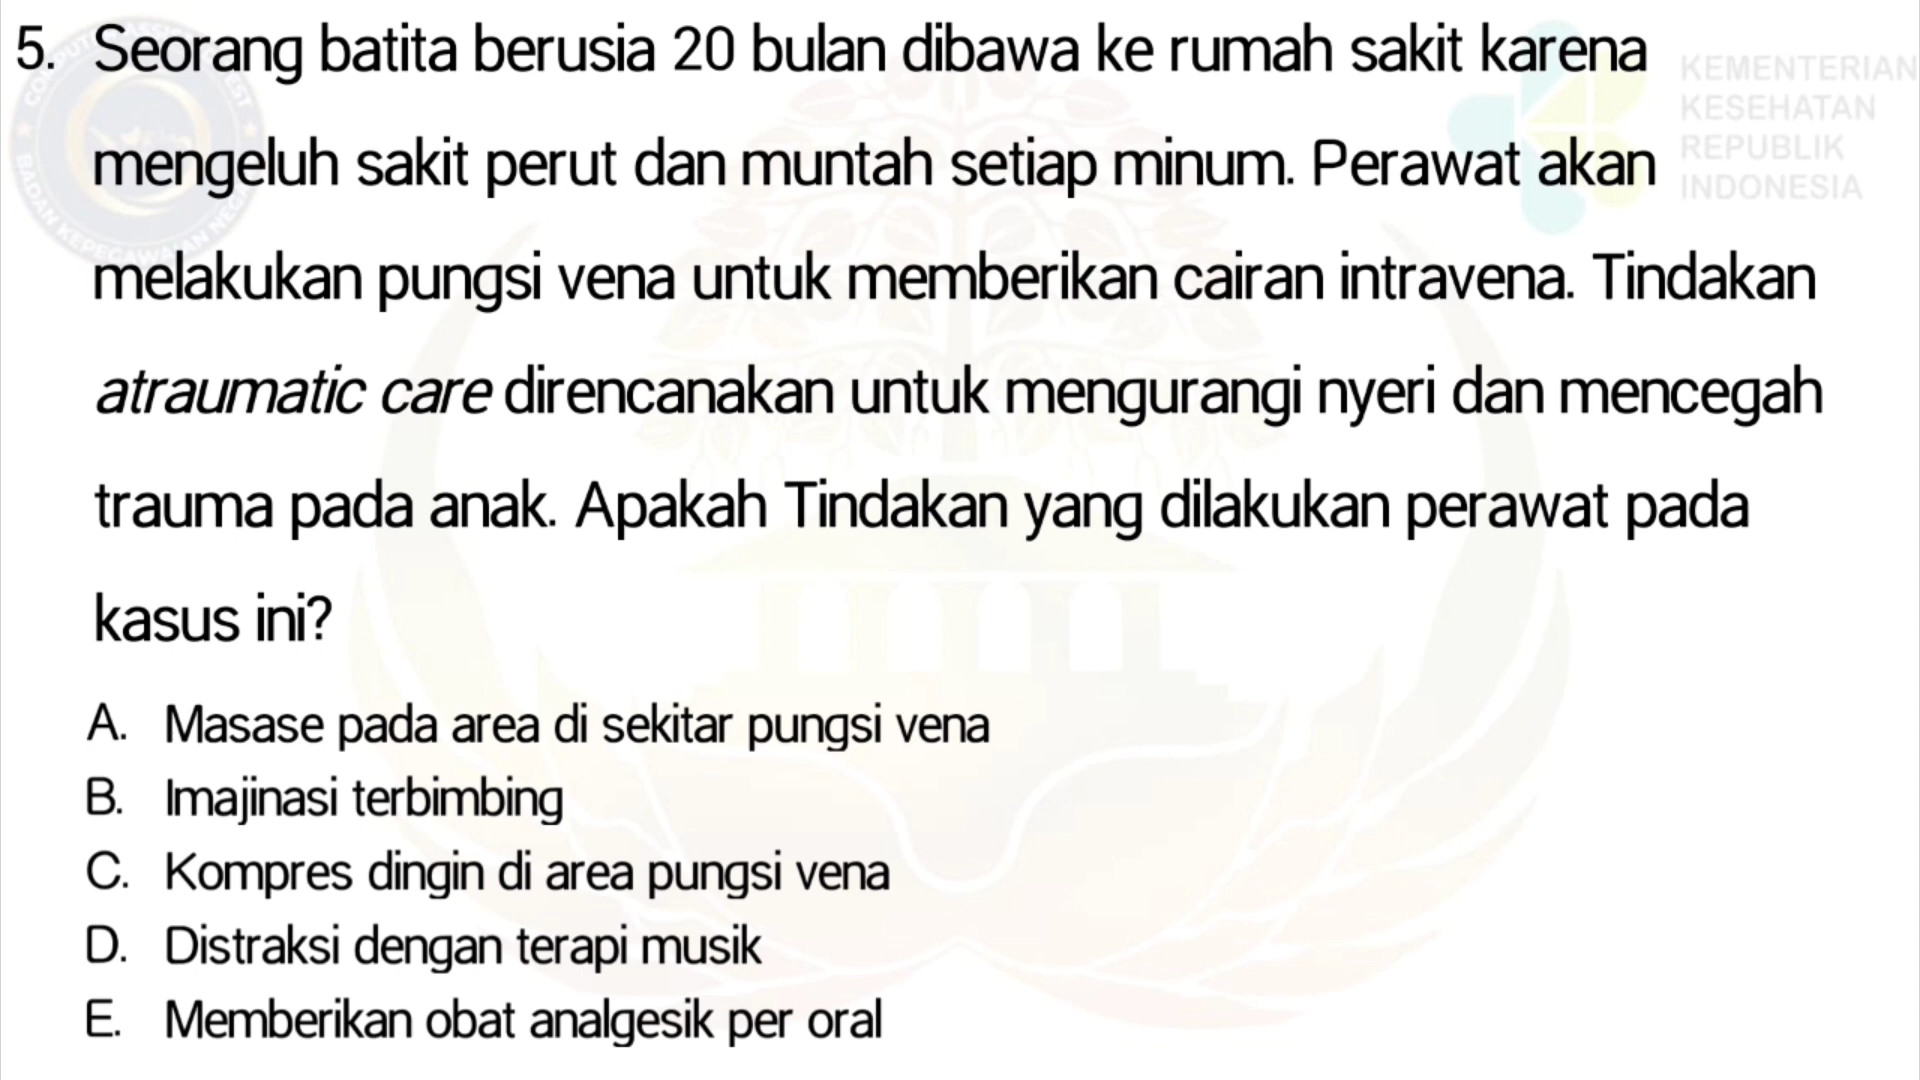 5. Seorang batita berusia 20 bulan dibawa ke rumah sakit karena
mengeluh sakit perut dan muntah setiap minum. Perawat akan
melakukan pungsi vena untuk memberikan cairan intravena. Tindakan
atraumatic care direncanakan untuk mengurangi nyeri dan mencegah
trauma pada anak. Apakah Tindakan yang dilakukan perawat pada
kasus ini?
A. Masase pada area di sekitar pungsi vena
B. Imajinasi terbimbing
C. Kompres dingin di area pungsi vena
D. Distraksi dengan terapi musik
E. Memberikan obat analgesik per oral
KEMENTERIAN
KESEHATAN
REPUBLIK
INDONESIA
BADAN KEPEGAWAIAN